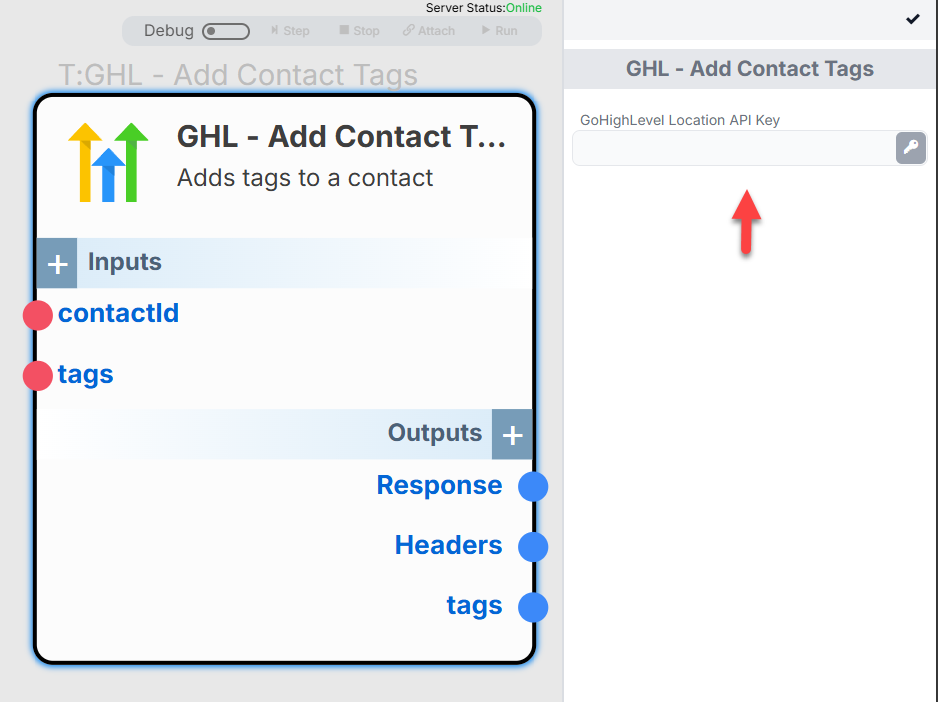 Server Status:Online
Debug Step Stop Attach Run
T:GHL - Add Contact Tags
GHL - Add Contact T...
Adds tags to a contact
Inputs
contactId
tags
Outputs
Response
Headers
tags
GHL - Add Contact Tags
GoHighLevel Location API Key